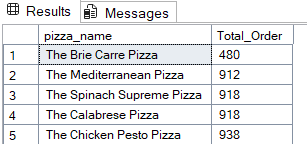 Results Messages
pizza_name Total_Order
1 The Brie Carre Pizza 480
2 The Mediterranean Pizza 912
3 The Spinach Supreme Pizza 918
4 The Calabrese Pizza 918
5 The Chicken Pesto Pizza 938